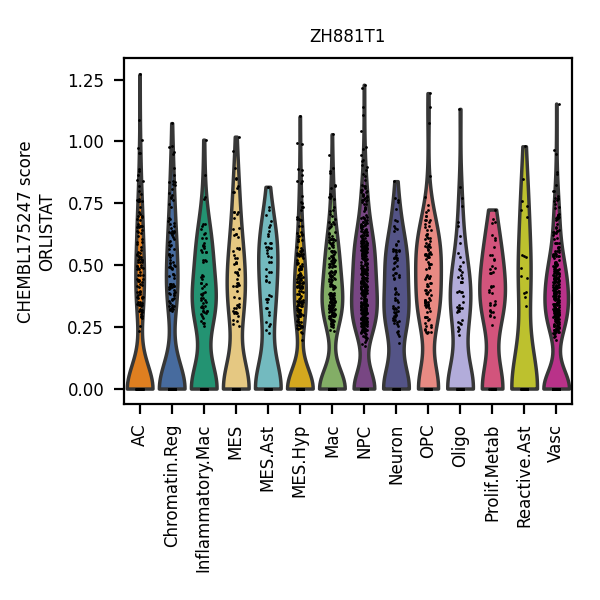 ZH881T1
CHEMBL175247 score
ORLISTAT
1.25
1.00
0.75
0.50
0.25
0.00
AC
Chromatin.Reg
Inflammatory.Mac
MES
MES.Ast
MES.Hyp
Mac
NPC
Neuron
OPC
Oligo
Prolif.Metab
Reactive.Ast
Vasc